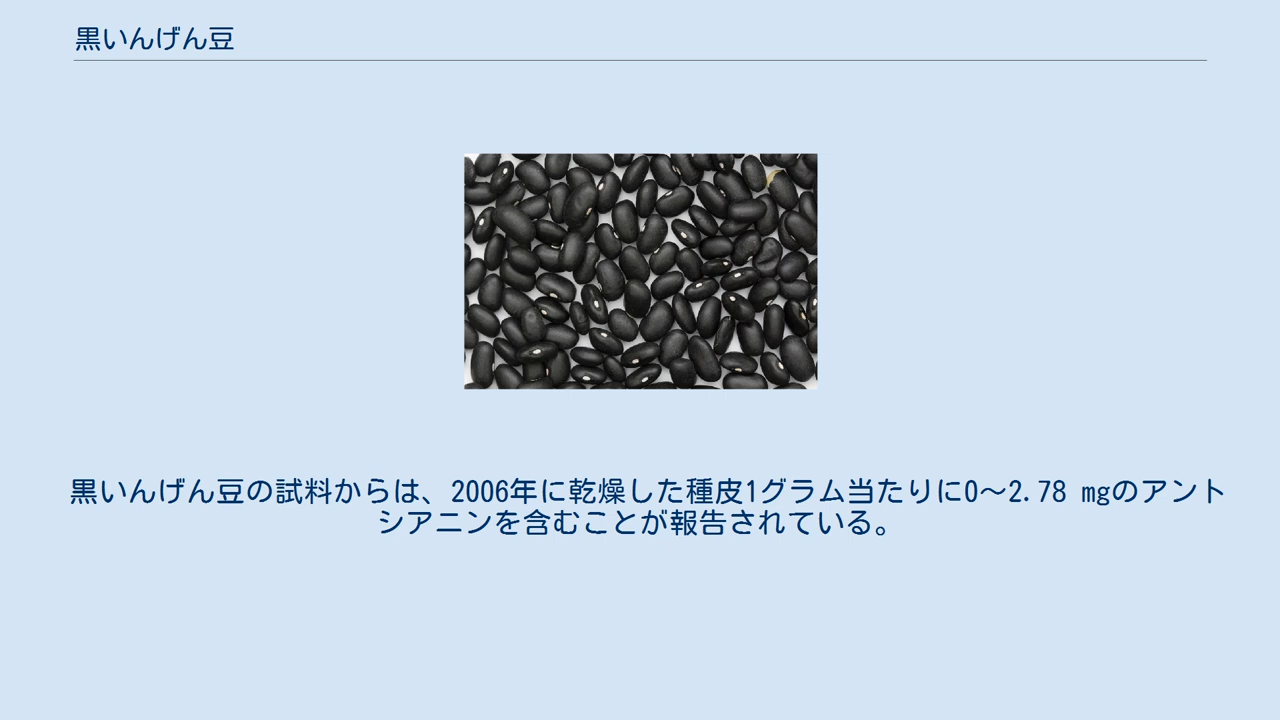 黒いんげん豆
黒いんげん豆の試料からは、2006年に乾燥した種皮1グラム当たりに0～2.78 mgのアント
シアニンを含むことが報告されている。